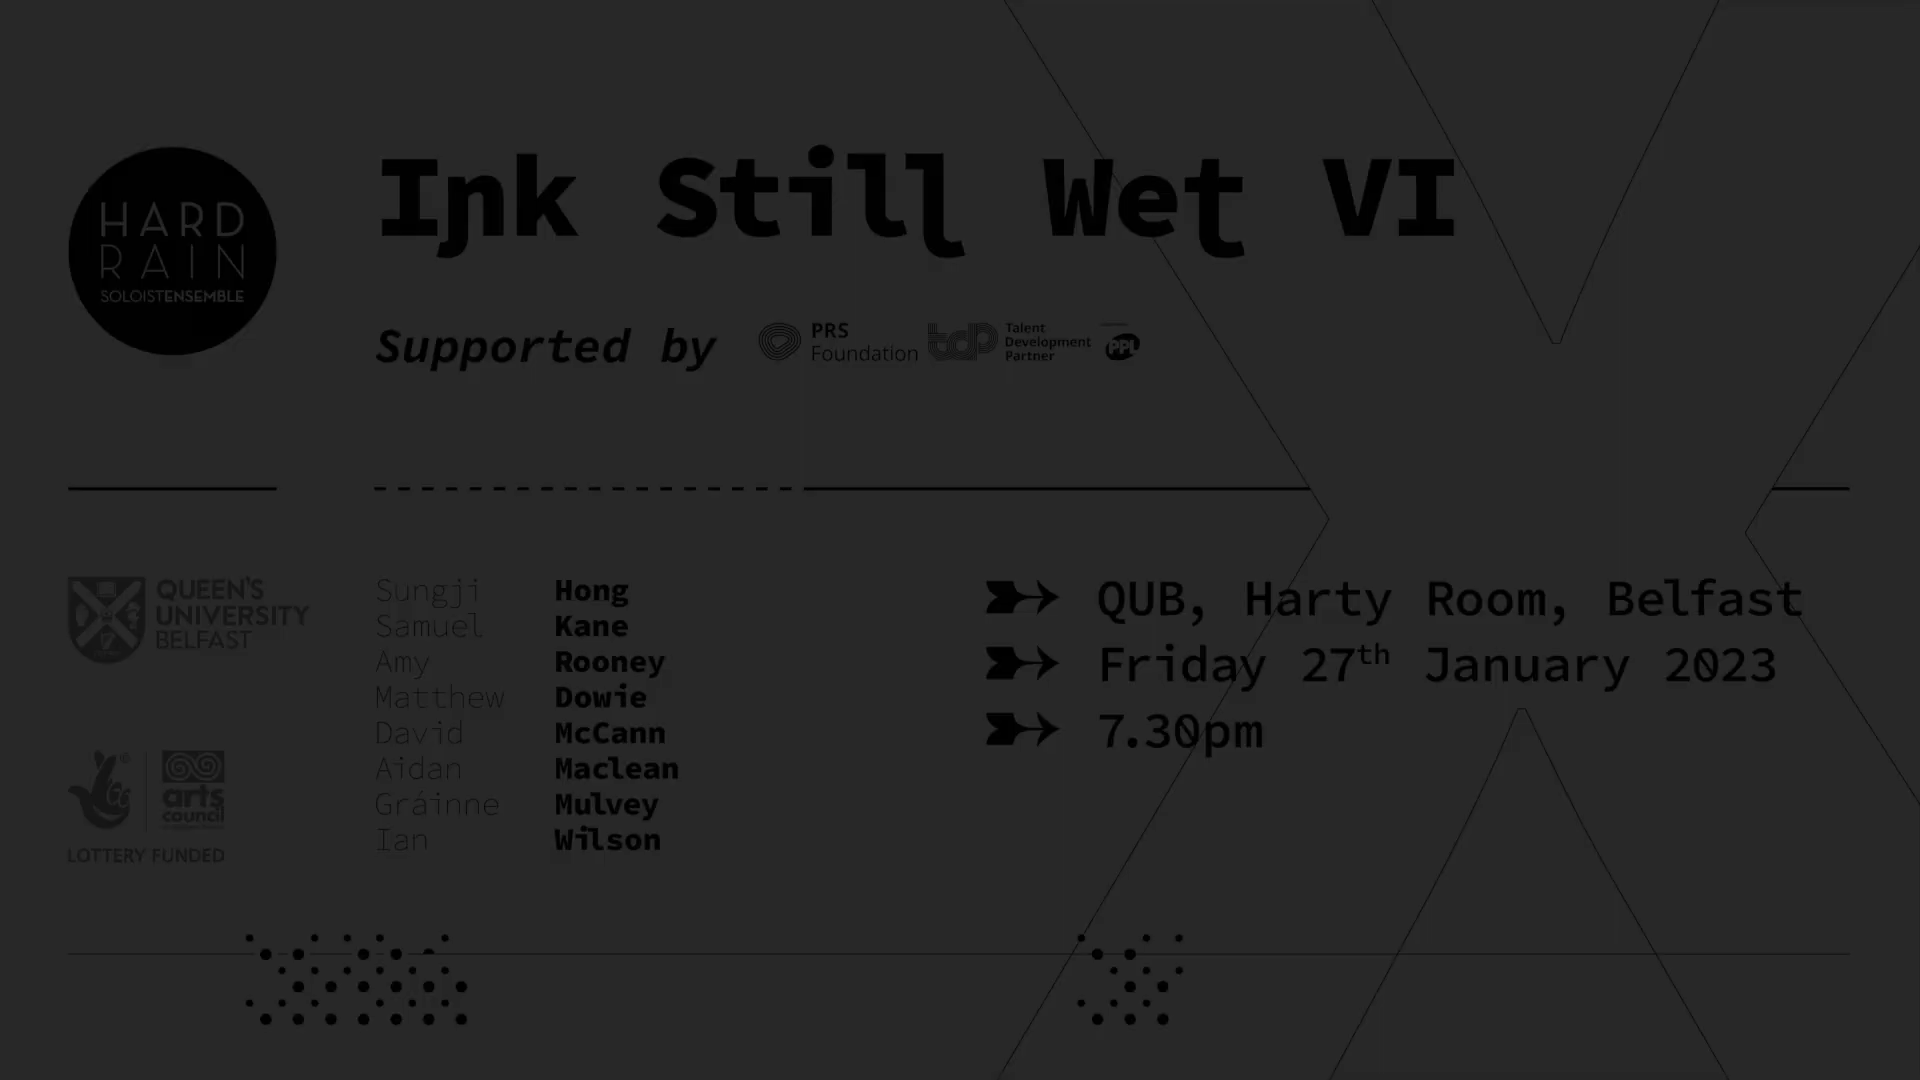 HARD
RAIN
SOLOISTENSEMBLE
Ink Still Wet VI
Supported by
PRS
Foundation
tdp
Talent
Development
Partner
PPL
QUEEN'S
UNIVERSITY
BELFAST
arts
council
LOTTERY FUNDED
Sungji Hong
Samuel Kane
Amy Rooney
Matthew Dowie
David McCann
Aidan Maclean
Gráinne Mulvey
Ian Wilson
QUB, Harty Room, Belfast
Friday 27th January 2023
7.30pm